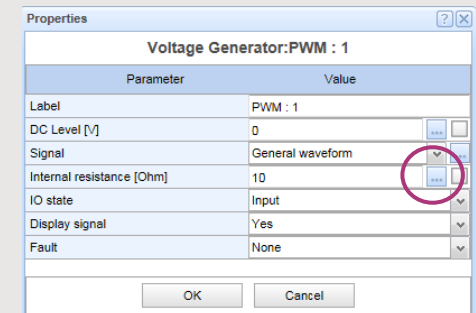 Properties
Voltage Generator:PWM : 1
Parameter Value
Label PWM : 1
DC Level [V] 0 ...
Signal General waveform ...
Internal resistance [Ohm] 10 ...
IO state Input
Display signal Yes
Fault None
OK Cancel